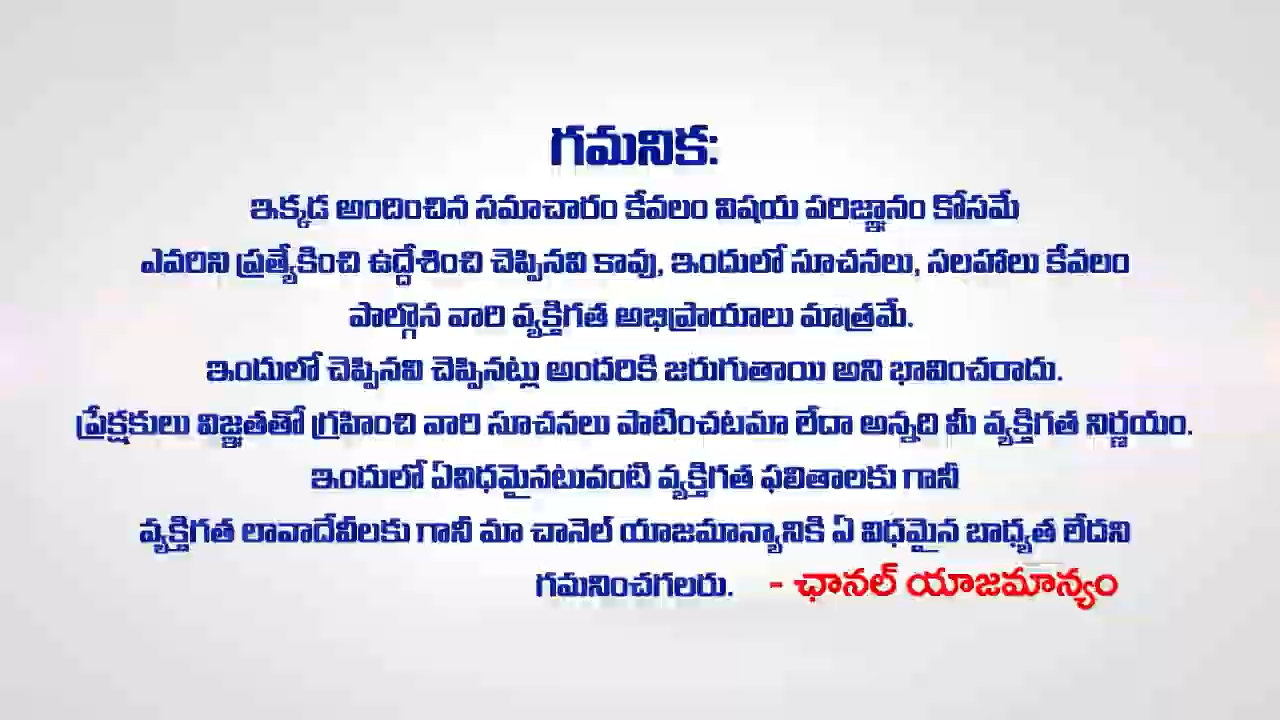 గమనిక:
ఇక్కడ అందించిన సమాచారం కేవలం విషయ పరిజ్ఞానం కోసమే
ఎవరిని ప్రత్యేకించి ఉద్దేశించి చెప్పినవి కావు, ఇందులో సూచనలు, సలహాలు కేవలం
పాల్గొన వారి వ్యక్తిగత అభిప్రాయాలు మాత్రమే.
ఇందులో చెప్పినవి చెప్పినట్లు అందరికి జరుగుతాయి అని భావించరాదు.
ప్రేక్షకులు విజ్ఞతతో గ్రహించి వారి సూచనలు పాటించటమా లేదా అన్నది మీ వ్యక్తిగత నిర్ణయం.
ఇందులో ఏవిధమైనటువంటి వ్యక్తిగత ఫలితాలకు గానీ
వ్యక్తిగత లావాదేవీలకు గానీ మా చానెల్ యాజమాన్యానికి ఏ విధమైన బాధ్యత లేదని
గమనించగలరు. - ఛానల్ యాజమాన్యం